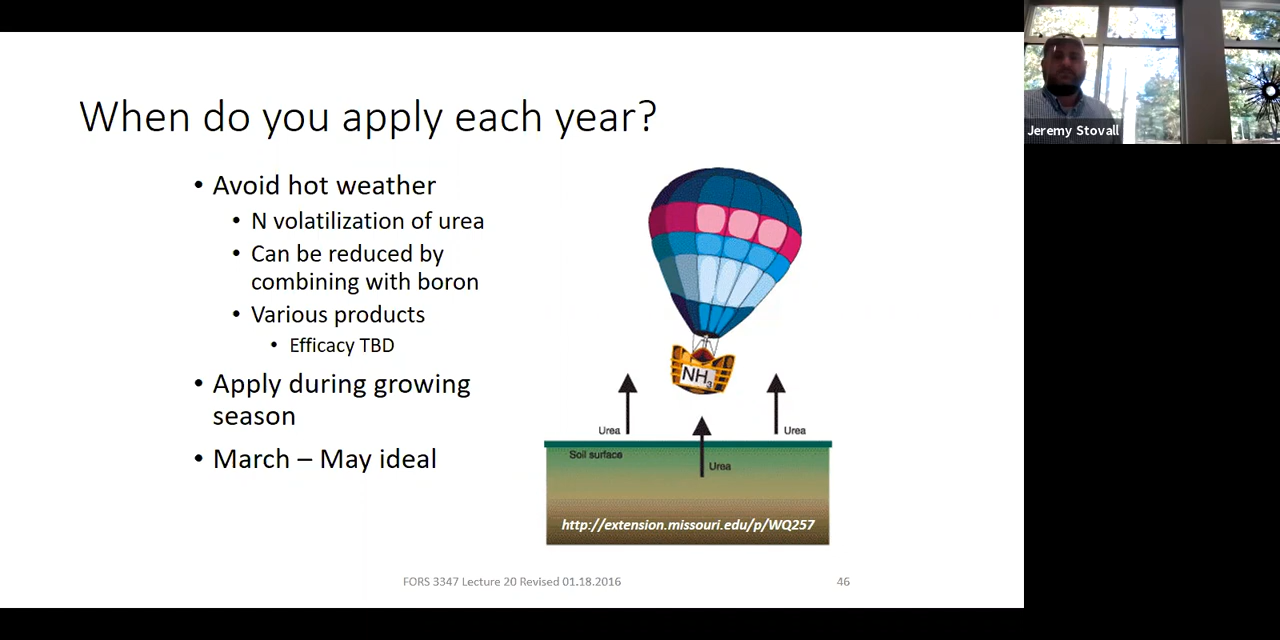 When do you apply each year?
• Avoid hot weather
• N volatilization of urea
• Can be reduced by
combining with boron
• Various products
• Efficacy TBD
• Apply during growing
season
• March – May ideal
NH3
Urea
Urea
Soil surface
Urea
http://extension.missouri.edu/p/WQ257
FORS 3347 Lecture 20 Revised 01.18.2016
46
Jeremy Stovall